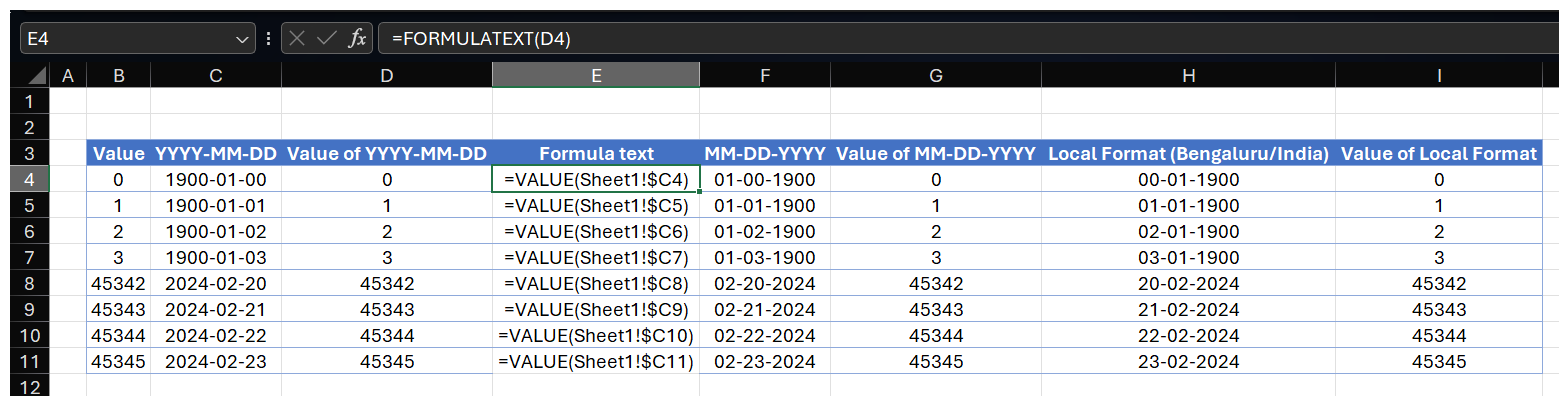 E4 fx =FORMULATEXT(D4)
A B C D E F G H I
1
2
3 Value YYYY-MM-DD Value of YYYY-MM-DD Formula text MM-DD-YYYY Value of MM-DD-YYYY Local Format (Bengaluru/India) Value of Local Format
4 0 1900-01-00 0 =VALUE(Sheet1!$C4) 01-00-1900 0 00-01-1900 0
5 1 1900-01-01 1 =VALUE(Sheet1!$C5) 01-01-1900 1 01-01-1900 1
6 2 1900-01-02 2 =VALUE(Sheet1!$C6) 01-02-1900 2 02-01-1900 2
7 3 1900-01-03 3 =VALUE(Sheet1!$C7) 01-03-1900 3 03-01-1900 3
8 45342 2024-02-20 45342 =VALUE(Sheet1!$C8) 02-20-2024 45342 20-02-2024 45342
9 45343 2024-02-21 45343 =VALUE(Sheet1!$C9) 02-21-2024 45343 21-02-2024 45343
10 45344 2024-02-22 45344 =VALUE(Sheet1!$C10) 02-22-2024 45344 22-02-2024 45344
11 45345 2024-02-23 45345 =VALUE(Sheet1!$C11) 02-23-2024 45345 23-02-2024 45345
12